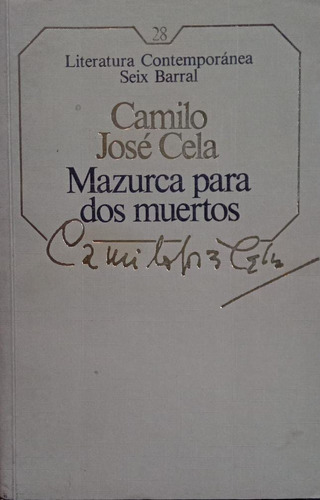 28
Literatura Contemporánea
Seix Barral
Camilo
José Cela
Mazurca para
dos muertos
Camilo José Cela